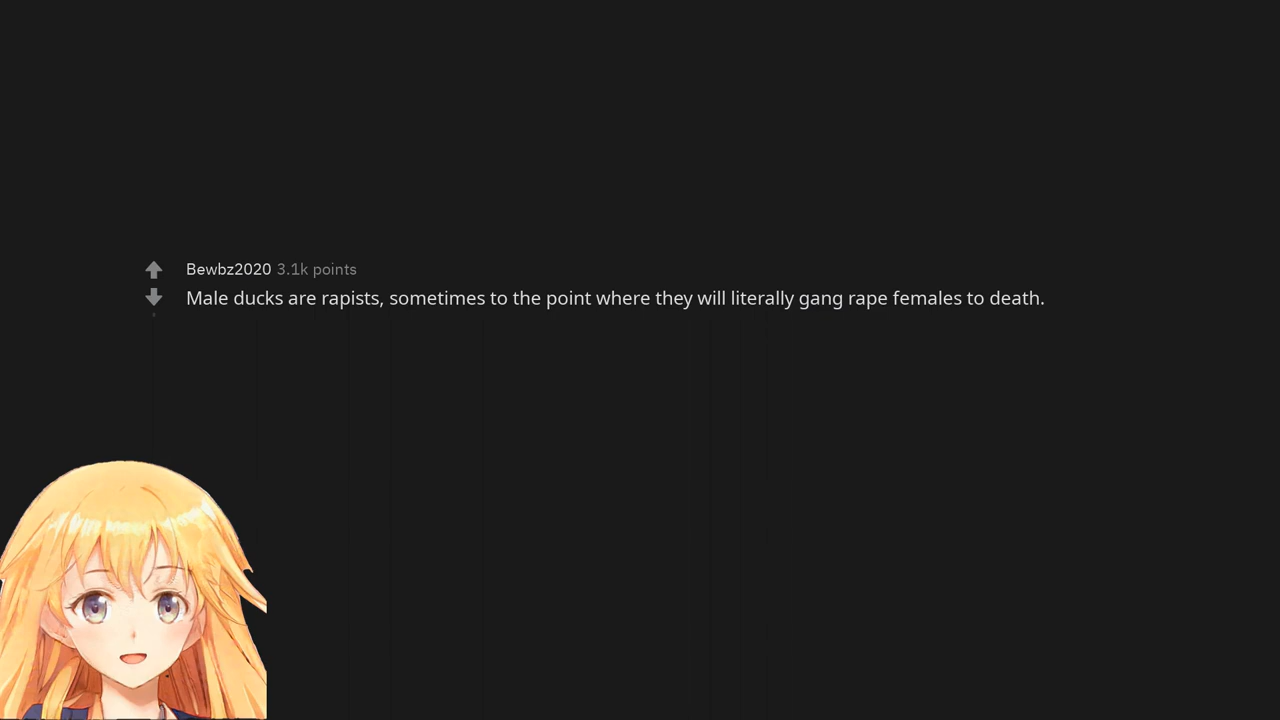 Bewbz2020 3.1k points
Male ducks are rapists, sometimes to the point where they will literally gang rape females to death.